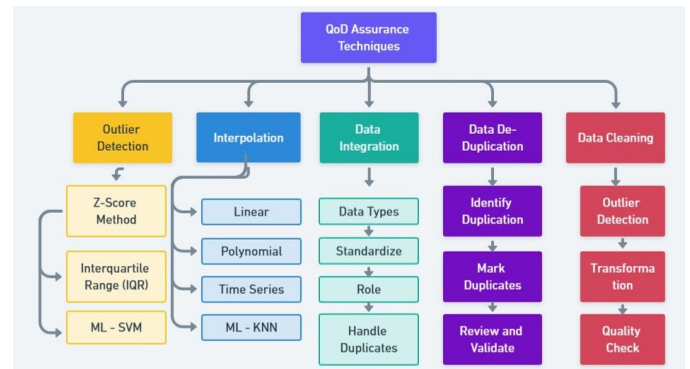 QoD Assurance
Techniques
Outlier
Detection
Interpolation
Data
Integration
Data De-
Duplication
Data Cleaning
Z-Score
Method
Interquartile
Range (IQR)
ML - SVM
Linear
Polynomial
Time Series
ML - KNN
Data Types
Standardize
Role
Handle
Duplicates
Identify
Duplication
Mark
Duplicates
Review and
Validate
Outlier
Detection
Transforma
tion
Quality
Check